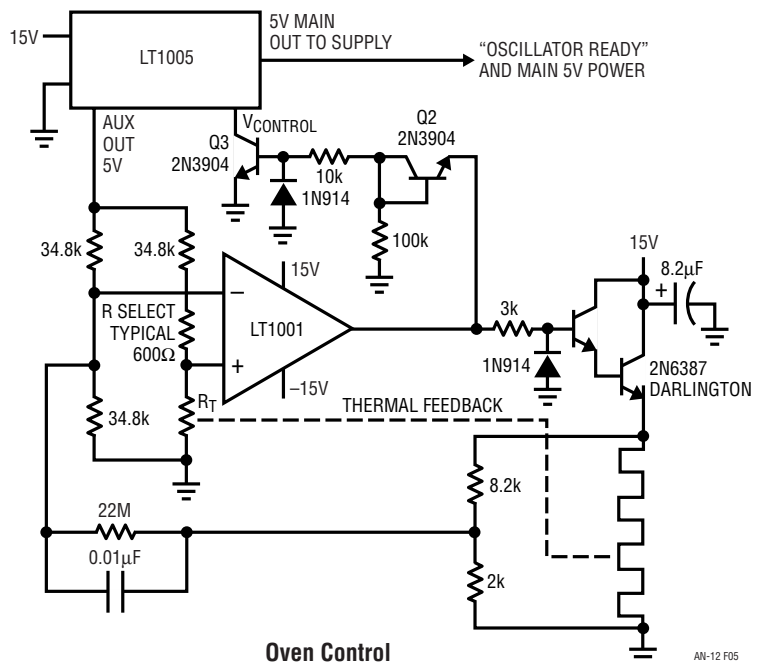 15V
LT1005
5V MAIN
OUT TO SUPPLY
“OSCILLATOR READY”
AND MAIN 5V POWER
AUX
OUT
5V
VCONTROL
Q3
2N3904
Q2
2N3904
10k
1N914
100k
34.8k
34.8k
R SELECT
TYPICAL
600Ω
–
+
LT1001
15V
–15V
3k
1N914
15V
8.2µF
+
2N6387
DARLINGTON
RT
34.8k
THERMAL FEEDBACK
8.2k
22M
0.01µF
2k
Oven Control
AN-12 F05